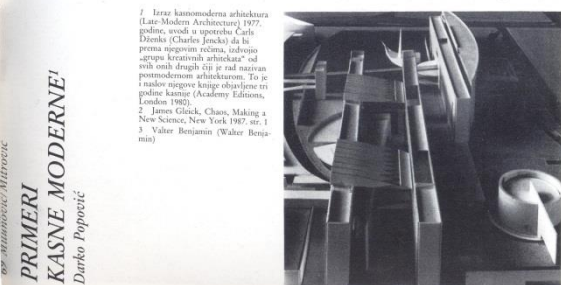 69 Milunović/Mitrović
PRIMERI
KASNE MODERNE¹
Darko Popović
1 Izraz kasnomoderna arhitektura
(Late-Modern Architecture) 1977.
godine, uvodi u upotrebu Čarls
Dženks (Charles Jencks) da bi
prema njegovim rečima, izdvojio
„grupu kreativnih arhitekata" od
svih onih drugih čiji je rad nazivan
postmodernom arhitekturom. To je
i naslov njegove knjige objavljene tri
godine kasnije (Academy Editions,
London 1980).
2 James Gleick, Chaos, Making a
New Science, New York 1987. str. 1
3 Valter Benjamin (Walter Benja-
min)